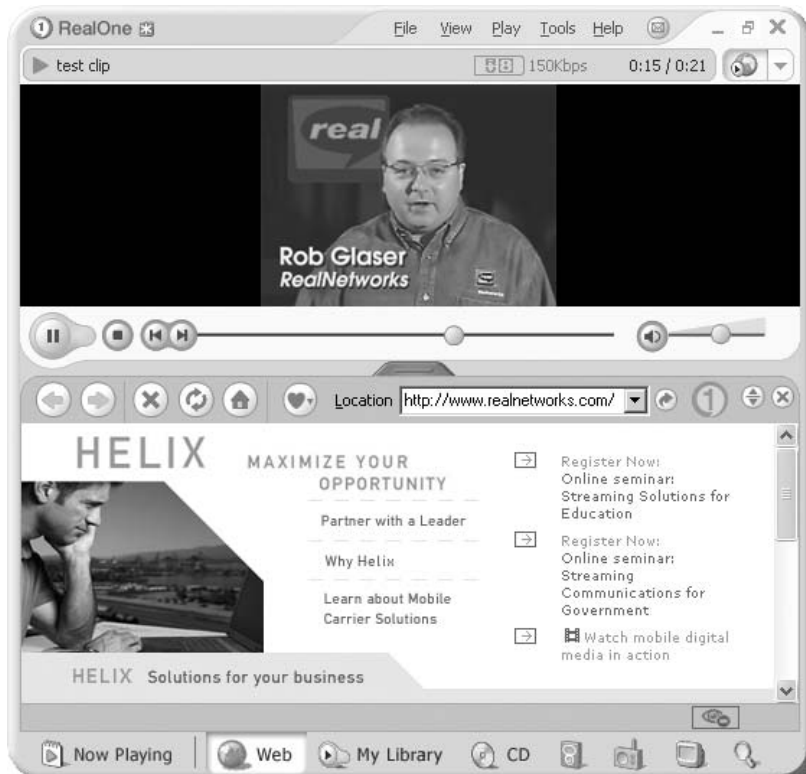 RealOne
File View Play Tools Help
test clip
150Kbps
0:15 / 0:21
real
Rob Glaser
RealNetworks
Location http://www.realnetworks.com/
HELIX
MAXIMIZE YOUR
OPPORTUNITY
Partner with a Leader
Why Helix
Learn about Mobile
Carrier Solutions
Register Now:
Online seminar:
Streaming Solutions for
Education
Register Now:
Online seminar:
Streaming
Communications for
Government
Watch mobile digital
media in action
HELIX Solutions for your business
Now Playing
Web
My Library
CD